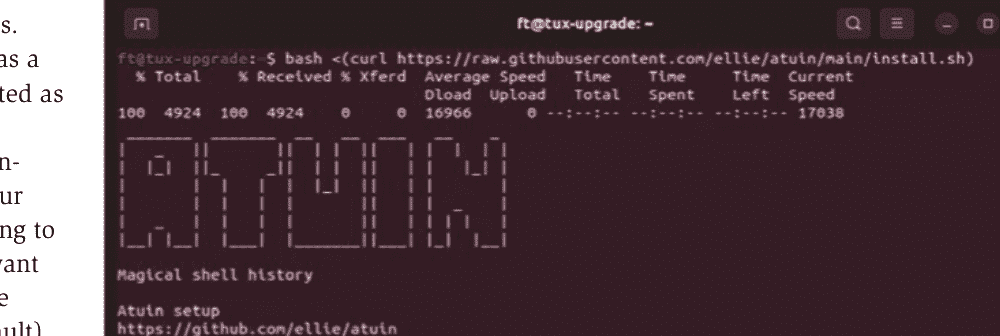 s.
as a
ted as
n-
ur
ng to
vant
e
ult)
ft@tux-upgrade: ~
ft@tux-upgrade:~$ bash <(curl https://raw.githubusercontent.com/ellie/atuin/main/install.sh)
% Total % Received % Xferd Average Speed Time Time Time Current
Dload Upload Total Spent Left Speed
100 4924 100 4924 0 0 16966 0 --:--:-- --:--:-- --:--:-- 17038
ATUIN
Magical shell history
Atuin setup
https://github.com/ellie/atuin